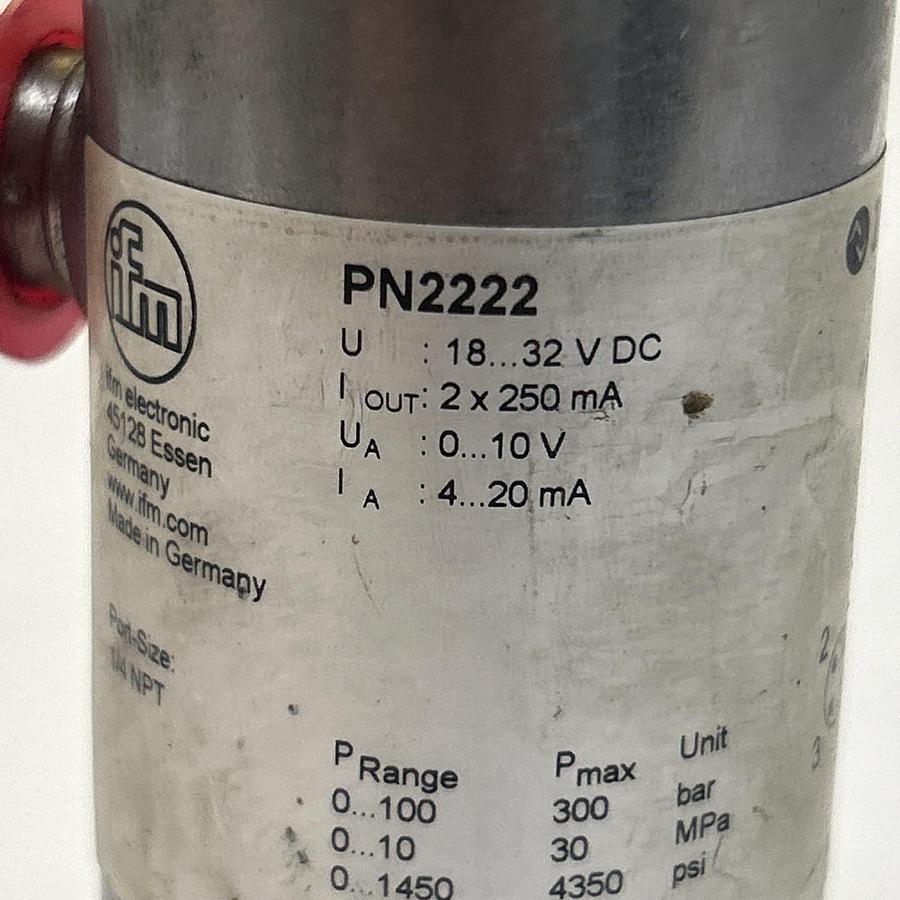 ifm
ifm electronic
45128 Essen
Germany
www.ifm.com
Made in Germany
Port-Size:
1/4 NPT
PN2222
U : 18...32 V DC
I OUT: 2 x 250 mA
UA : 0...10 V
I A : 4...20 mA
P Range Pmax Unit
0...100 300 bar
0...10 30 MPa
0...1450 4350 psi
2
3